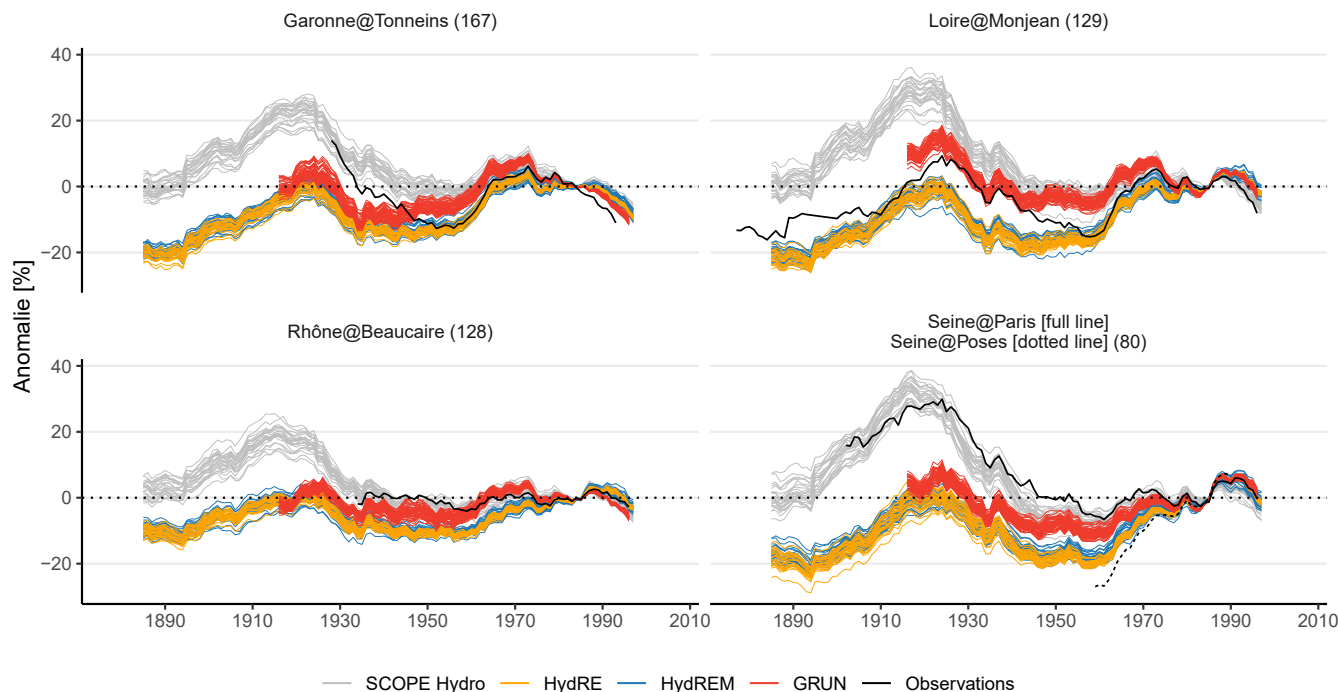 Garonne@Tonneins (167)
Loire@Monjean (129)
40
20
0
−20
Anomalie [%]
Rhône@Beaucaire (128)
Seine@Paris [full line]
Seine@Poses [dotted line] (80)
40
20
0
−20
1890 1910 1930 1950 1970 1990 2010
1890 1910 1930 1950 1970 1990 2010
SCOPE Hydro HydRE HydREM GRUN Observations